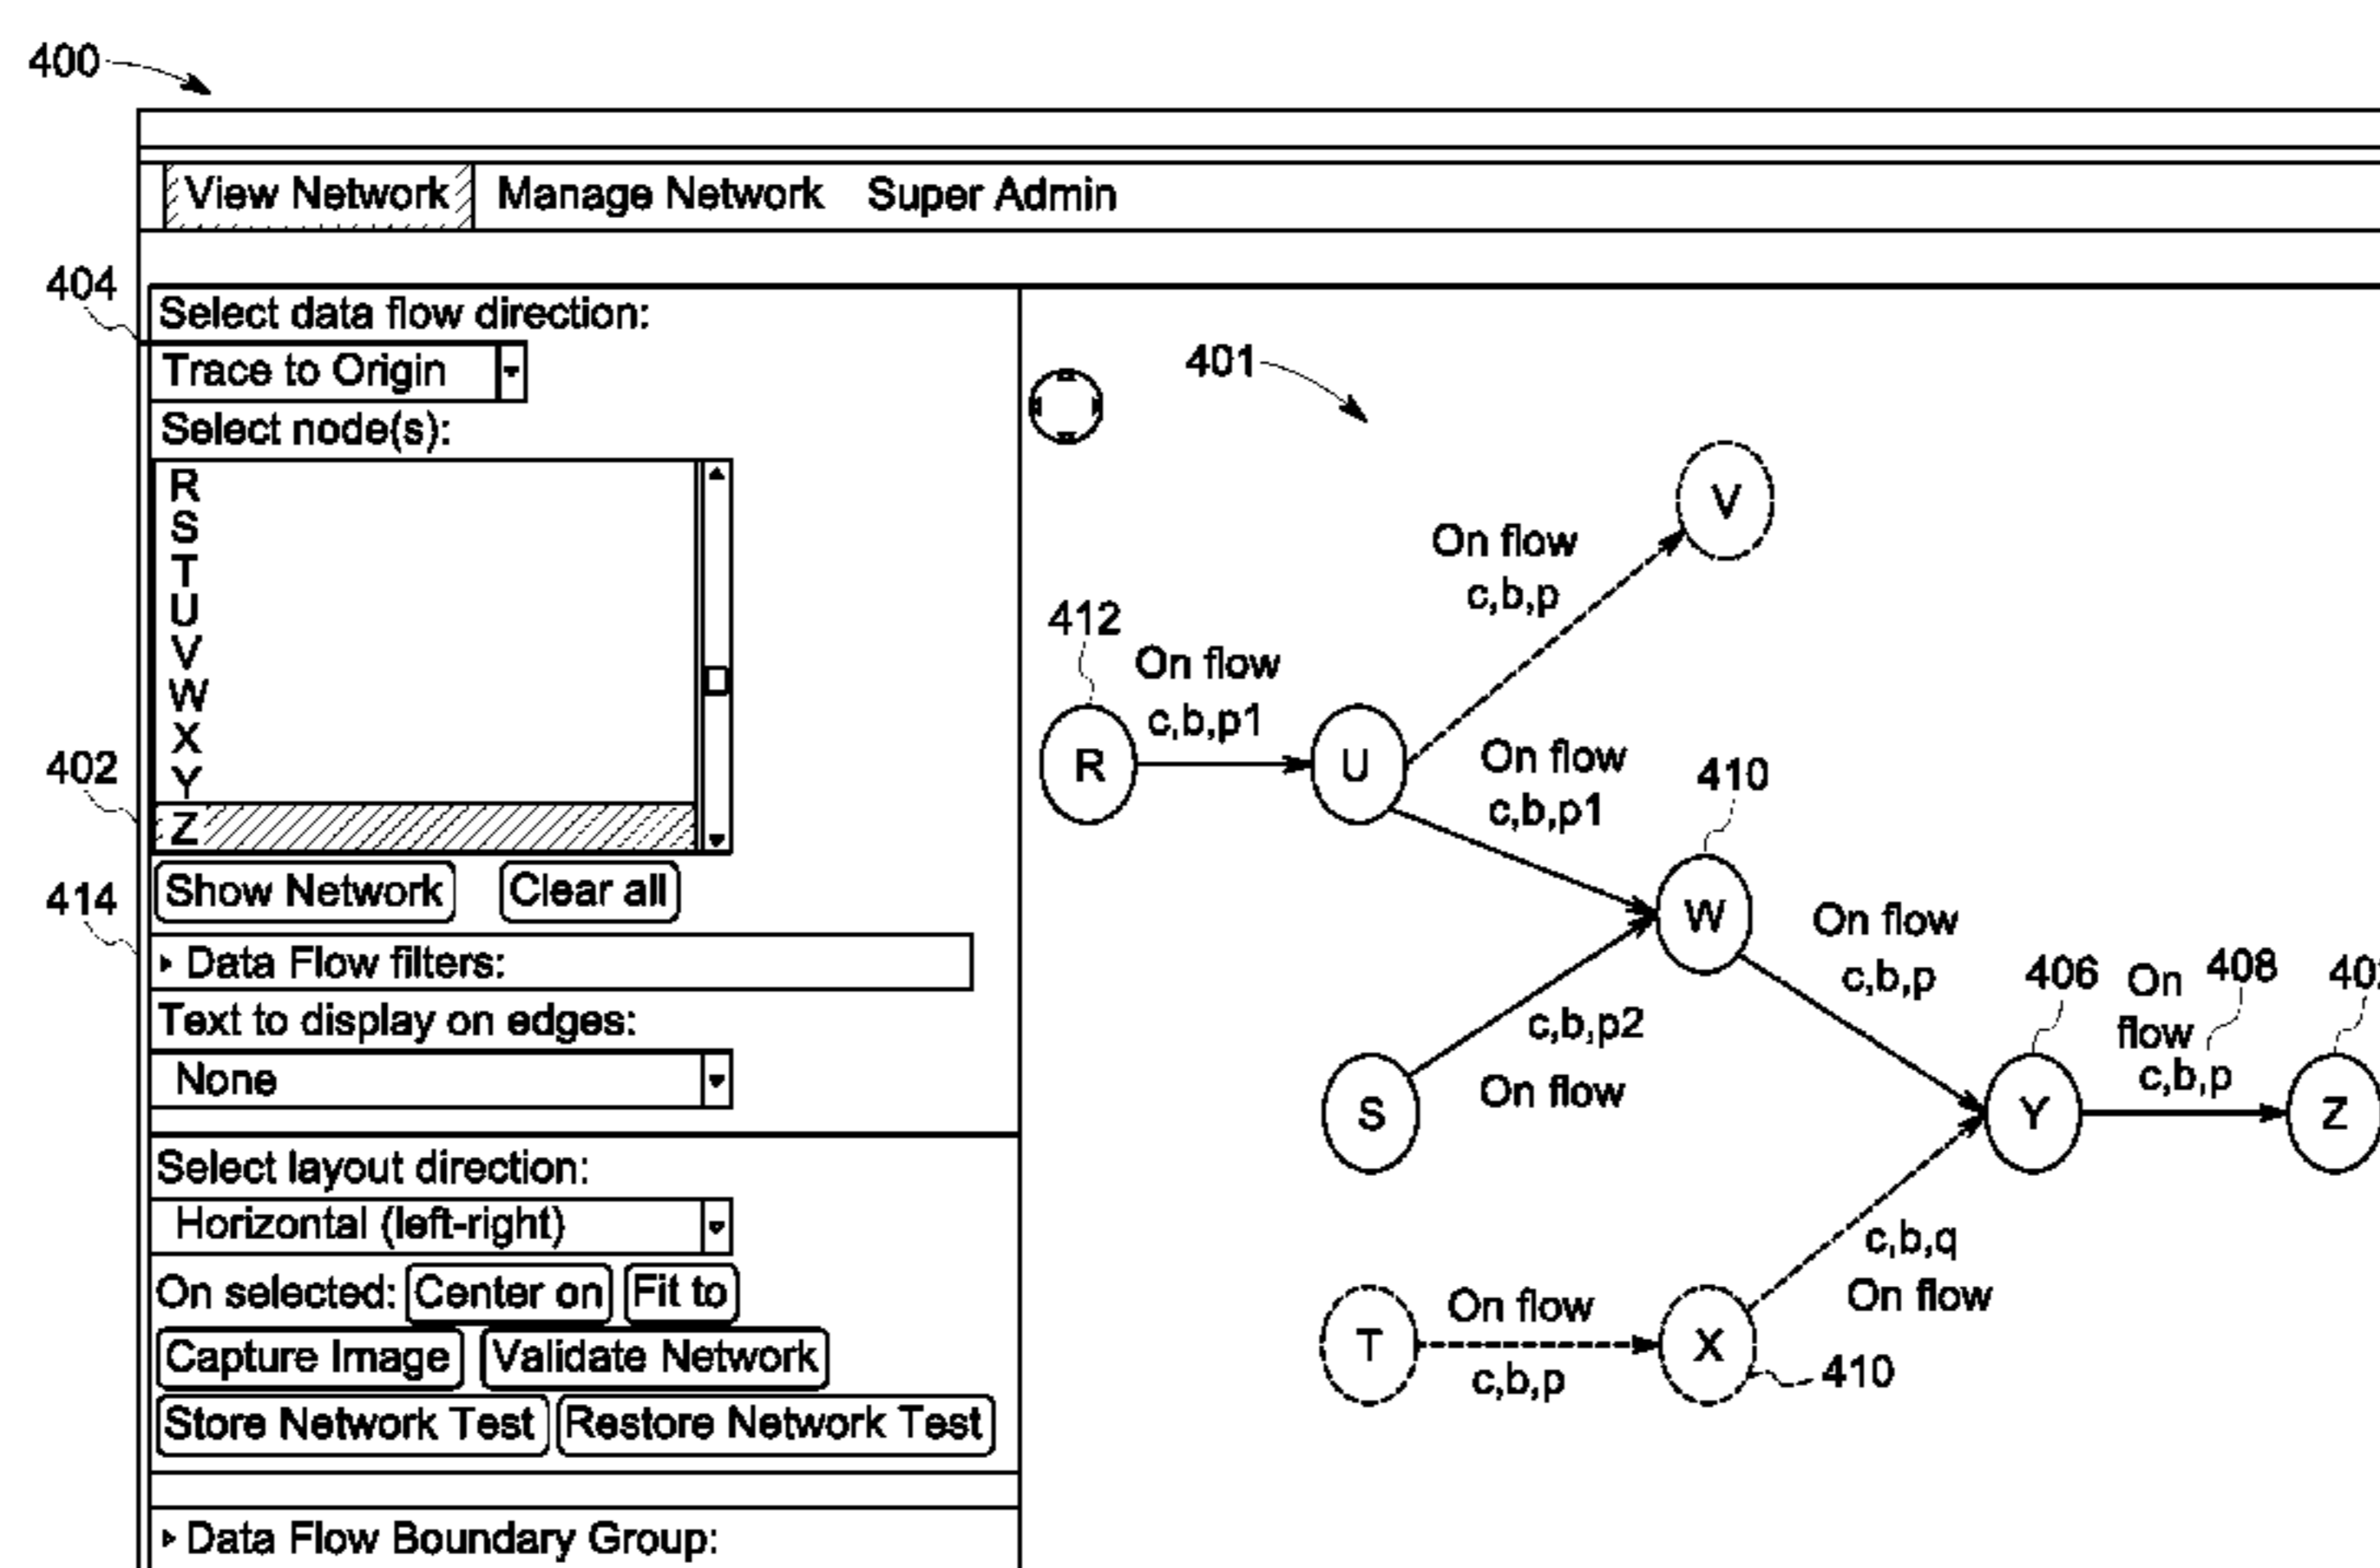 400
View Network Manage Network Super Admin
404
Select data flow direction:
Trace to Origin
Select node(s):
R
S
T
U
V
W
X
Y
402
Z
Show Network Clear all
414
Data Flow filters:
Text to display on edges:
None
Select layout direction:
Horizontal (left-right)
On selected: Center on Fit to
Capture Image Validate Network
Store Network Test Restore Network Test
Data Flow Boundary Group:
401
V
On flow
c,b,p
412
On flow
c,b,p1
R
U
On flow
c,b,p1
410
W
On flow
c,b,p
c,b,p2
On flow
S
406
On
flow
c,b,p
408
Y
Z
c,b,q
On flow
On flow
c,b,p
T
X
410